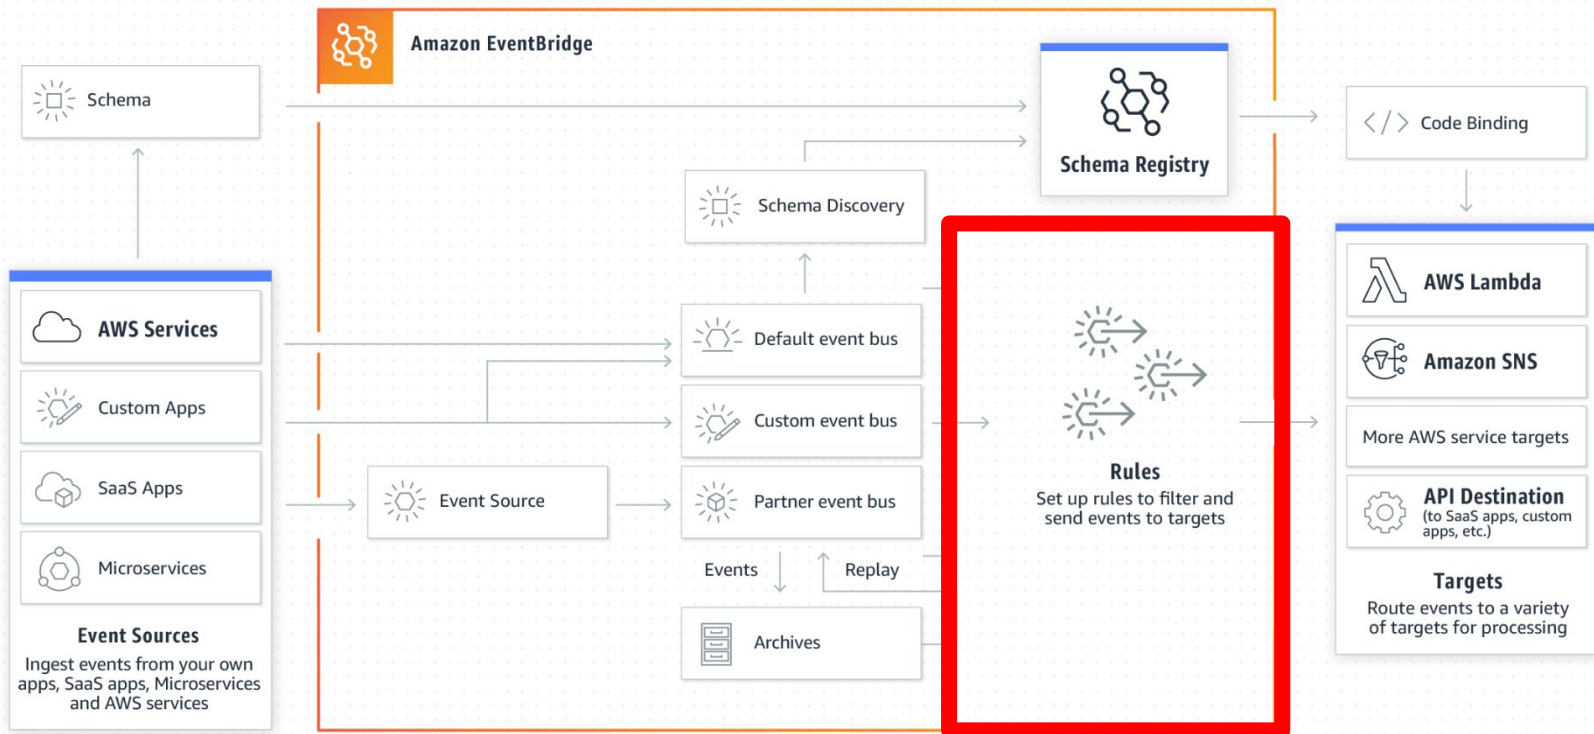 Amazon EventBridge
Schema
Schema Registry
</> Code Binding
Schema Discovery
AWS Services
Custom Apps
SaaS Apps
Microservices
Event Sources
Ingest events from your own
apps, SaaS apps, Microservices
and AWS services
Event Source
Default event bus
Custom event bus
Partner event bus
Events
Replay
Archives
Rules
Set up rules to filter and
send events to targets
AWS Lambda
Amazon SNS
More AWS service targets
API Destination
(to SaaS apps, custom
apps, etc.)
Targets
Route events to a variety
of targets for processing